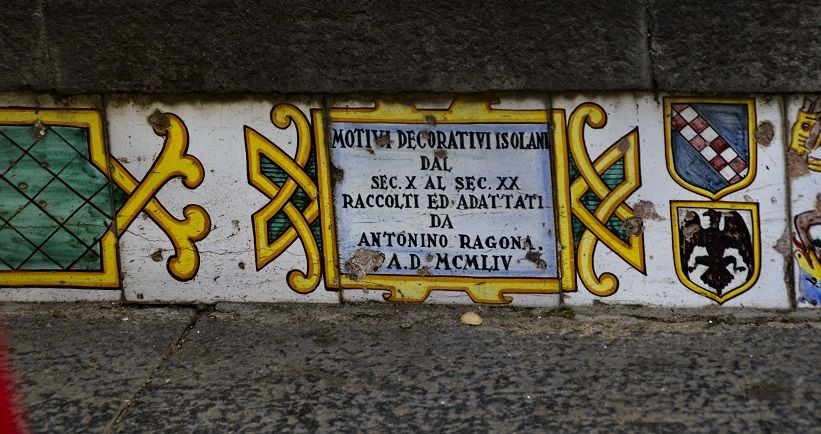 MOTIVI DECORATIVI ISOLANI
DAL
SEC. X AL SEC. XX
RACCOLTI ED ADATTATI
DA
ANTONINO RAGONA.
A. D MCMLIV